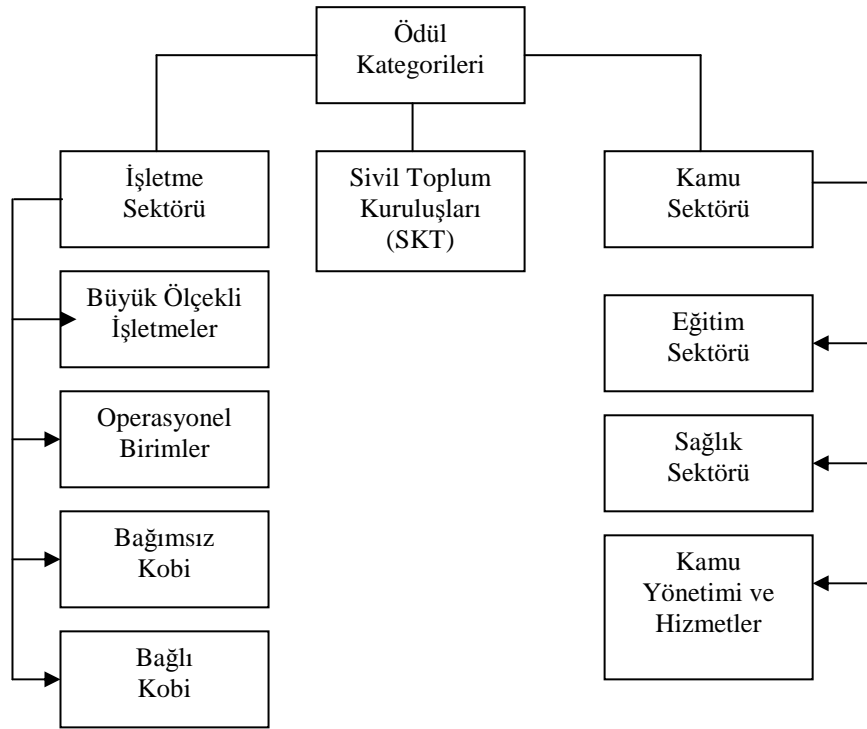 Ödül
Kategorileri
İşletme
Sektörü
Sivil Toplum
Kuruluşları
(SKT)
Kamu
Sektörü
Büyük Ölçekli
İşletmeler
Operasyonel
Birimler
Bağımsız
Kobi
Bağlı
Kobi
Eğitim
Sektörü
Sağlık
Sektörü
Kamu
Yönetimi ve
Hizmetler